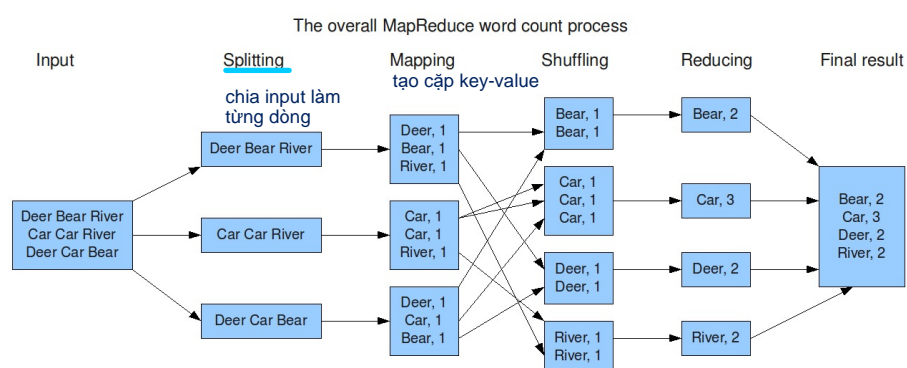 The overall MapReduce word count process
Input
Splitting
Mapping
Shuffling
Reducing
Final result
chia input làm
từng dòng
tạo cặp key-value
Deer Bear River
Car Car River
Deer Car Bear
Deer Bear River
Car Car River
Deer Car Bear
Deer, 1
Bear, 1
River, 1
Car, 1
Car, 1
River, 1
Deer, 1
Car, 1
Bear, 1
Bear, 1
Bear, 1
Car, 1
Car, 1
Car, 1
Deer, 1
Deer, 1
River, 1
River, 1
Bear, 2
Car, 3
Deer, 2
River, 2
Bear, 2
Car, 3
Deer, 2
River, 2